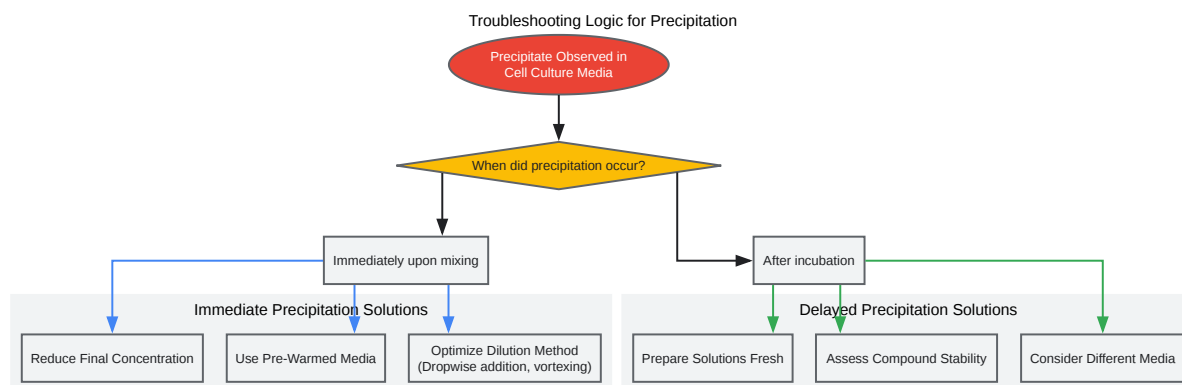 Troubleshooting Logic for Precipitation
Precipitate Observed in
Cell Culture Media
When did precipitation occur?
Immediately upon mixing
After incubation
Immediate Precipitation Solutions
Delayed Precipitation Solutions
Reduce Final Concentration
Use Pre-Warmed Media
Optimize Dilution Method
(Dropwise addition, vortexing)
Prepare Solutions Fresh
Assess Compound Stability
Consider Different Media